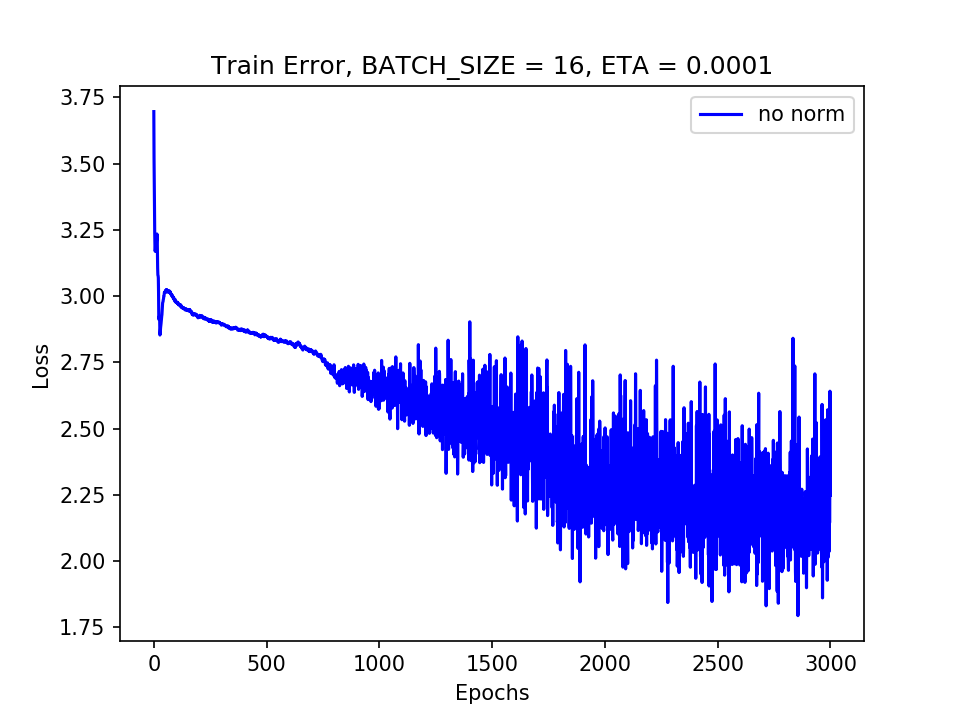 Train Error, BATCH_SIZE = 16, ETA = 0.0001
no norm
3.75
3.50
3.25
3.00
2.75
2.50
2.25
2.00
1.75
Loss
0 500 1000 1500 2000 2500 3000
Epochs